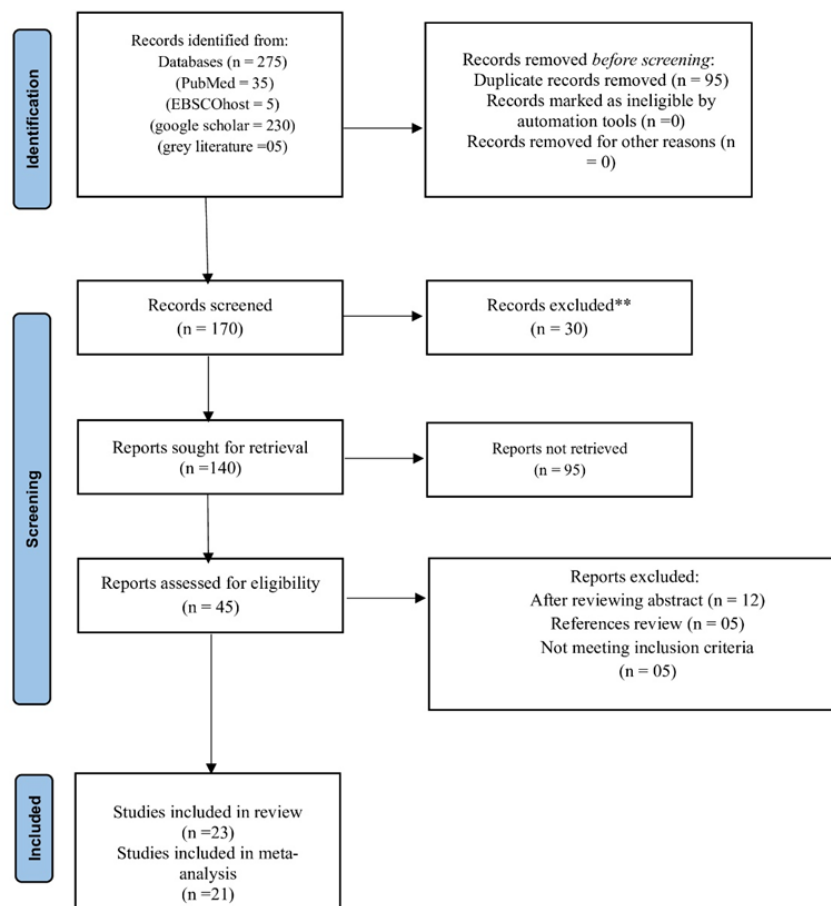 Identification
Records identified from:
Databases (n = 275)
(PubMed = 35)
(EBSCOhost = 5)
(google scholar = 230)
(grey literature =05)
Records removed before screening:
Duplicate records removed (n = 95)
Records marked as ineligible by
automation tools (n =0)
Records removed for other reasons (n
= 0)
Screening
Records screened
(n = 170)
Records excluded**
(n = 30)
Reports sought for retrieval
(n =140)
Reports not retrieved
(n = 95)
Reports assessed for eligibility
(n = 45)
Reports excluded:
After reviewing abstract (n = 12)
References review (n = 05)
Not meeting inclusion criteria
(n = 05)
Included
Studies included in review
(n =23)
Studies included in meta-
analysis
(n =21)